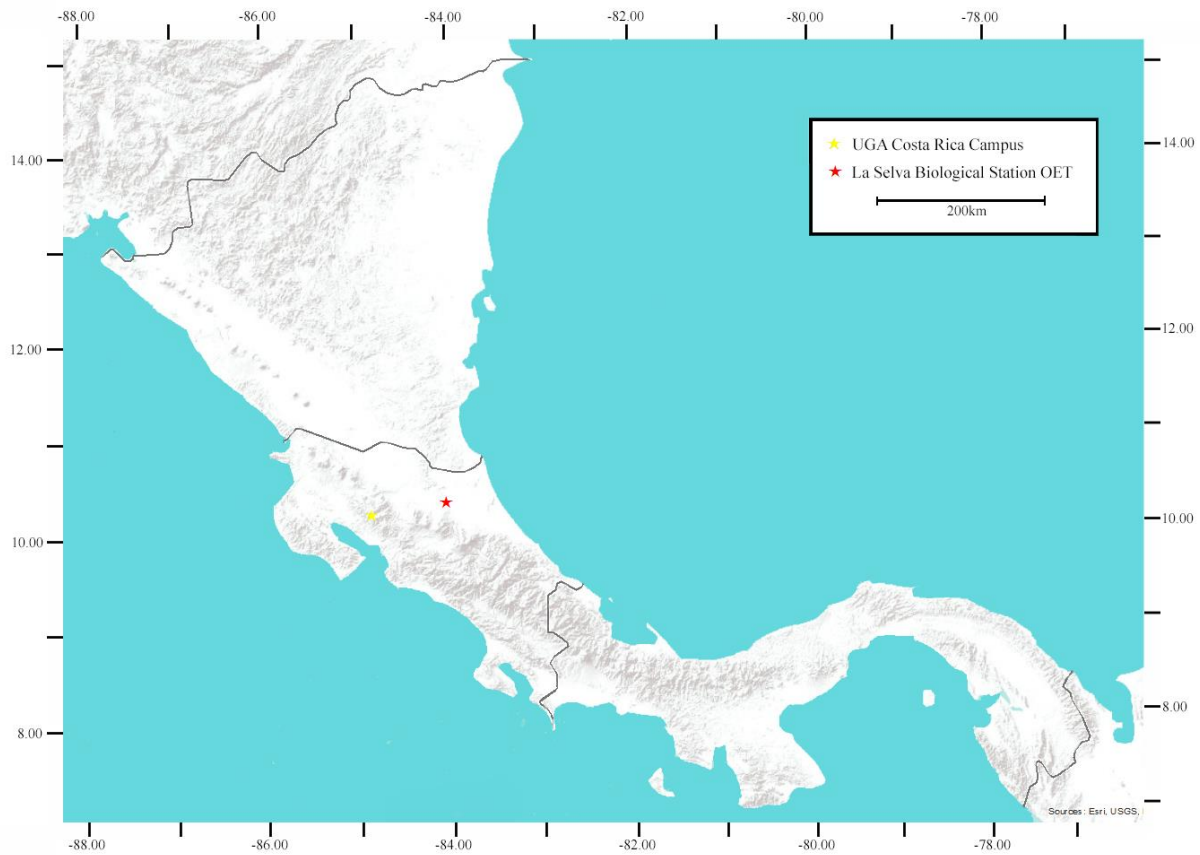 -88.00 -86.00 -84.00 -82.00 -80.00 -78.00
UGA Costa Rica Campus
La Selva Biological Station OET
200km
14.00 14.00
12.00 12.00
10.00 10.00
8.00 8.00
Sources: Esri, USGS,
-88.00 -86.00 -84.00 -82.00 -80.00 -78.00